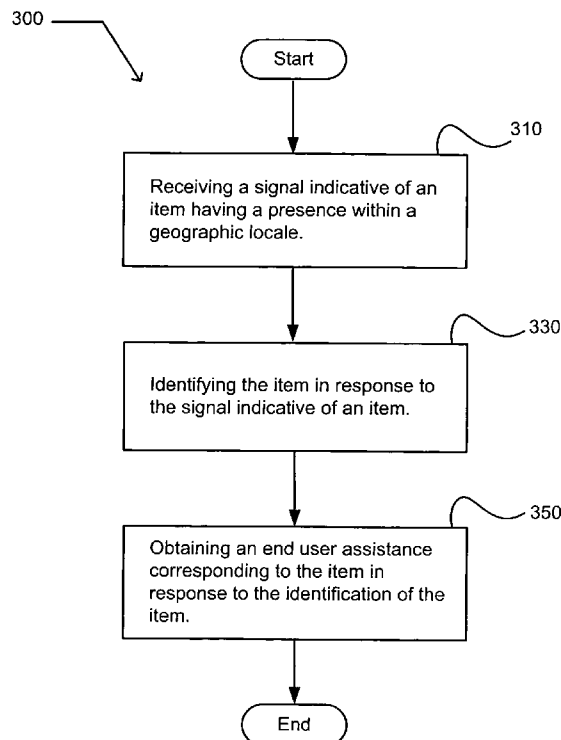 300
Start
310
Receiving a signal indicative of an
item having a presence within a
geographic locale.
330
Identifying the item in response to
the signal indicative of an item.
350
Obtaining an end user assistance
corresponding to the item in
response to the identification of the
item.
End